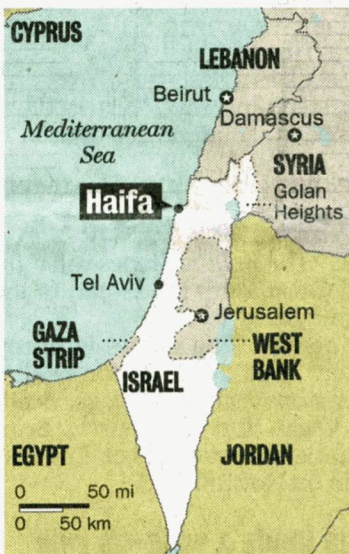 CYPRUS
LEBANON
Beirut
Damascus
Mediterranean
Sea
SYRIA
Golan
Heights
Haifa
Tel Aviv
Jerusalem
GAZA
STRIP
WEST
BANK
ISRAEL
EGYPT
JORDAN
0 50 mi
0 50 km